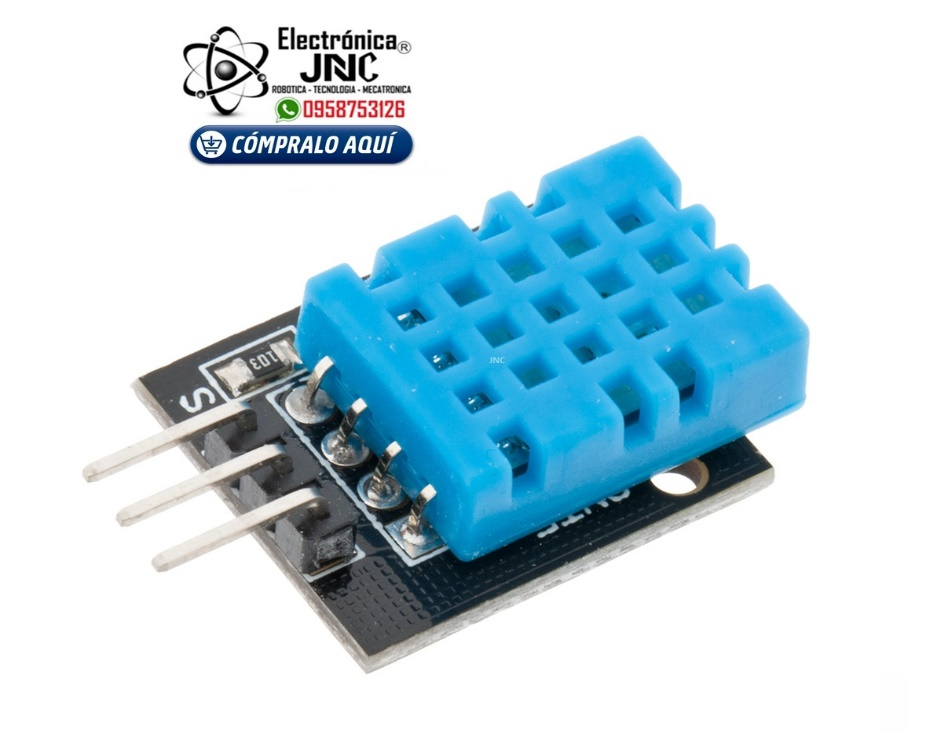 Electrónica®
JNC
ROBOTICA - TECNOLOGIA - MECATRONICA
0958753126
CÓMPRALO AQUÍ
JNC
103
S